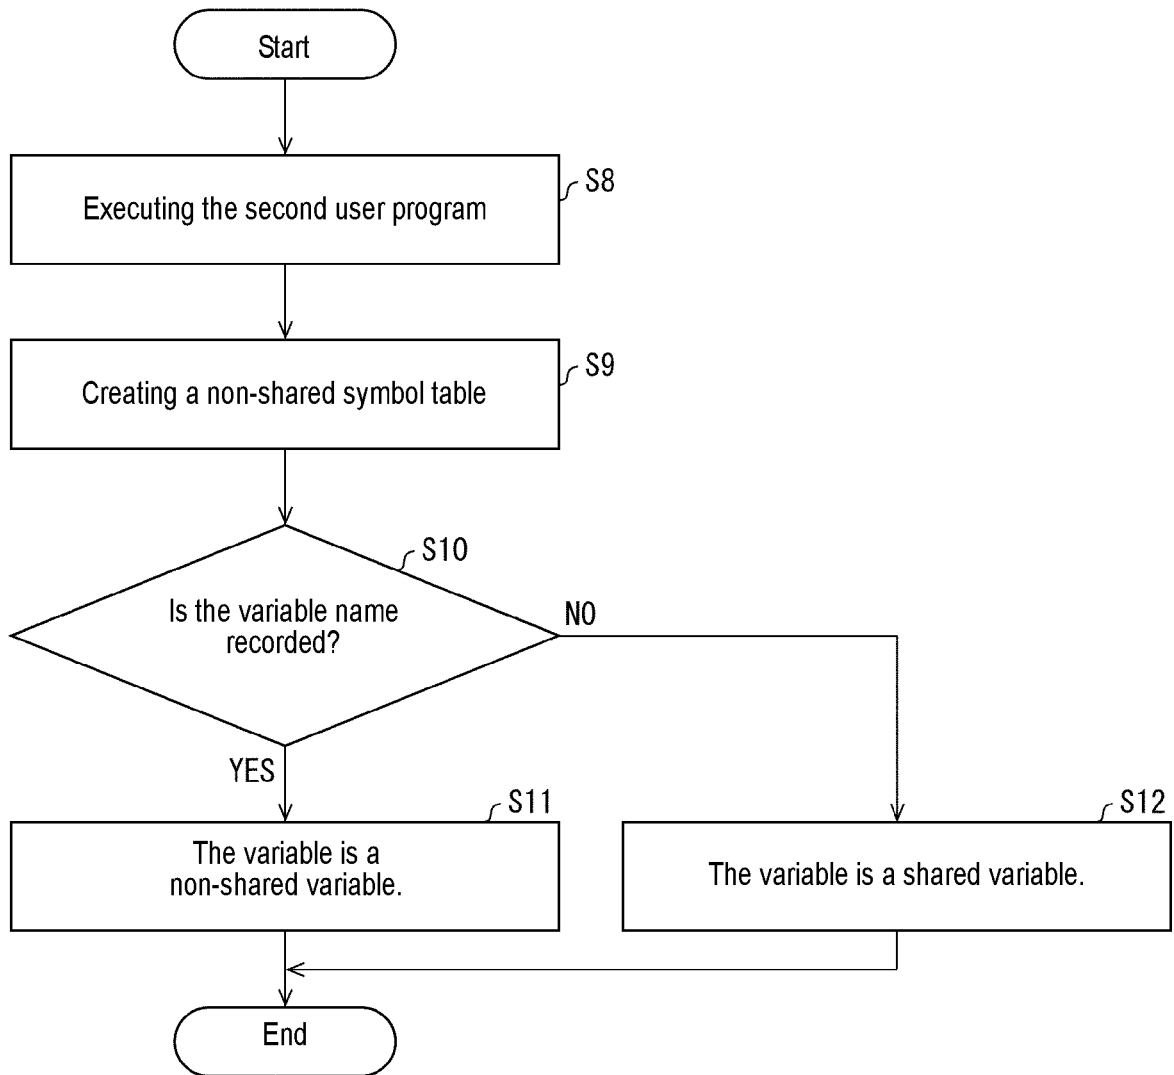 Start
S8
Executing the second user program
S9
Creating a non-shared symbol table
S10
Is the variable name
recorded?
NO
YES
S11
The variable is a
non-shared variable.
S12
The variable is a shared variable.
End